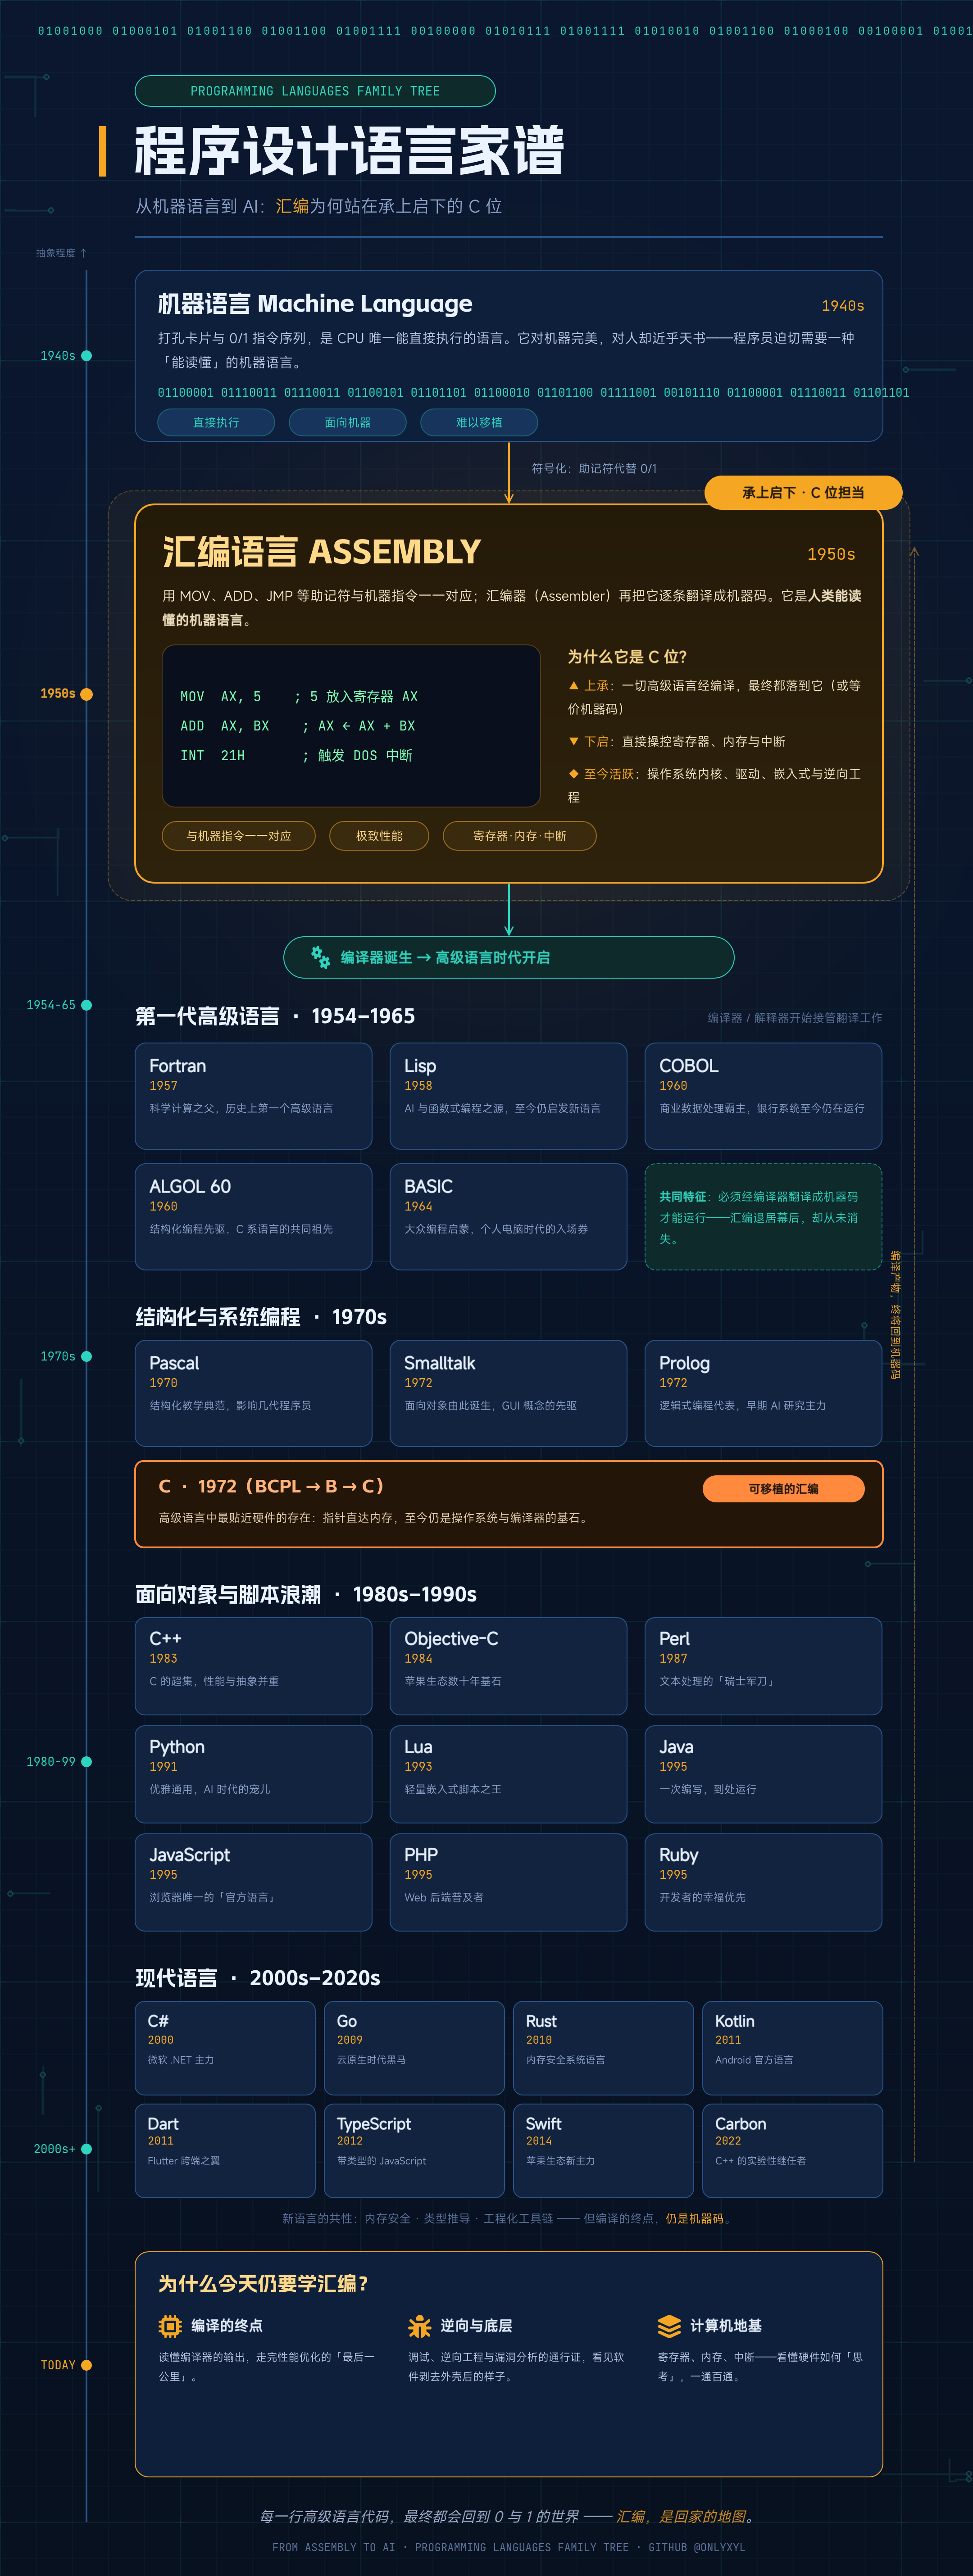 01001000 01000101 01001100 01001100 01001111 00100000 01010111 01001111 01010010 01001100 01000100 00100001 01001
PROGRAMMING LANGUAGES FAMILY TREE
程序设计语言家谱
从机器语言到 AI：汇编为何站在承上启下的 C 位
抽象程度 ↑
机器语言 Machine Language
1940s
打孔卡片与 0/1 指令序列，是 CPU 唯一能直接执行的语言。它对机器完美，对人却近乎天书——程序员迫切需要一种
「能读懂」的机器语言。
1940s
01100001 01110011 01110011 01100101 01101101 01100010 01101100 01111001 00101110 01100001 01110011 01101101
直接执行
面向机器
难以移植
符号化：助记符代替 0/1
承上启下 · C 位担当
汇编语言 ASSEMBLY
1950s
用 MOV、ADD、JMP 等助记符与机器指令一一对应；汇编器（Assembler）再把它逐条翻译成机器码。它是人类能读
懂的机器语言。
1950s
MOV AX, 5 ; 5 放入寄存器 AX
ADD AX, BX ; AX ← AX + BX
INT 21H ; 触发 DOS 中断
为什么它是 C 位？
▲ 上承：一切高级语言经编译，最终都落到它（或等
价机器码）
▼ 下启：直接操控寄存器、内存与中断
◆ 至今活跃：操作系统内核、驱动、嵌入式与逆向工
程
与机器指令一一对应
极致性能
寄存器·内存·中断
编译器诞生 → 高级语言时代开启
1954-65
第一代高级语言 · 1954–1965
编译器 / 解释器开始接管翻译工作
Fortran
1957
科学计算之父，历史上第一个高级语言
Lisp
1958
AI 与函数式编程之源，至今仍启发新语言
COBOL
1960
商业数据处理霸主，银行系统至今仍在运行
ALGOL 60
1960
结构化编程先驱，C 系语言的共同祖先
BASIC
1964
大众编程启蒙，个人电脑时代的入场券
共同特征：必须经编译器翻译成机器码
才能运行——汇编退居幕后，却从未消
失。
编译产物，终将回到机器码
结构化与系统编程 · 1970s
1970s
Pascal
1970
结构化教学典范，影响几代程序员
Smalltalk
1972
面向对象由此诞生，GUI 概念的先驱
Prolog
1972
逻辑式编程代表，早期 AI 研究主力
C · 1972（BCPL → B → C）
可移植的汇编
高级语言中最贴近硬件的存在：指针直达内存，至今仍是操作系统与编译器的基石。
面向对象与脚本浪潮 · 1980s–1990s
C++
1983
C 的超集，性能与抽象并重
Objective-C
1984
苹果生态数十年基石
Perl
1987
文本处理的「瑞士军刀」
1980-99
Python
1991
优雅通用，AI 时代的宠儿
Lua
1993
轻量嵌入式脚本之王
Java
1995
一次编写，到处运行
JavaScript
1995
浏览器唯一的「官方语言」
PHP
1995
Web 后端普及者
Ruby
1995
开发者的幸福优先
现代语言 · 2000s–2020s
C#
2000
微软 .NET 主力
Go
2009
云原生时代黑马
Rust
2010
内存安全系统语言
Kotlin
2011
Android 官方语言
2000s+
Dart
2011
Flutter 跨端之翼
TypeScript
2012
带类型的 JavaScript
Swift
2014
苹果生态新主力
Carbon
2022
C++ 的实验性继任者
新语言的共性：内存安全 · 类型推导 · 工程化工具链 —— 但编译的终点，仍是机器码。
为什么今天仍要学汇编？
TODAY
编译的终点
读懂编译器的输出，走完性能优化的「最后一
公里」。
逆向与底层
调试、逆向工程与漏洞分析的通行证，看见软
件剥去外壳后的样子。
计算机地基
寄存器、内存、中断——看懂硬件如何「思
考」，一通百通。
每一行高级语言代码，最终都会回到 0 与 1 的世界 —— 汇编，是回家的地图。
FROM ASSEMBLY TO AI · PROGRAMMING LANGUAGES FAMILY TREE · GITHUB @ONLYXYL